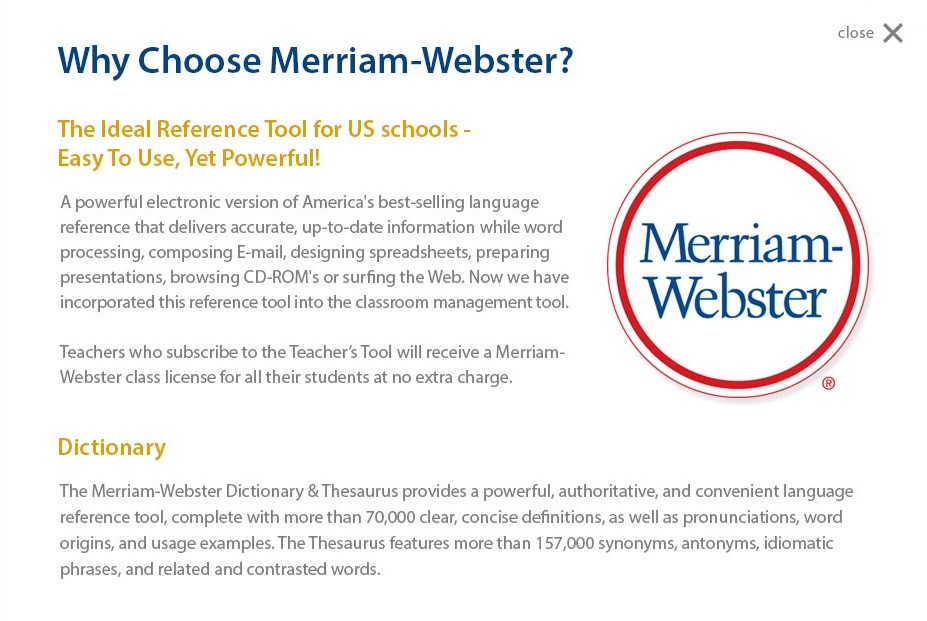 close
Why Choose Merriam-Webster?
The Ideal Reference Tool for US schools -
Easy To Use, Yet Powerful!
A powerful electronic version of America's best-selling language
reference that delivers accurate, up-to-date information while word
processing, composing E-mail, designing spreadsheets, preparing
presentations, browsing CD-ROM's or surfing the Web. Now we have
incorporated this reference tool into the classroom management tool.
Teachers who subscribe to the Teacher’s Tool will receive a Merriam-
Webster class license for all their students at no extra charge.
Merriam-
Webster
®
Dictionary
The Merriam-Webster Dictionary & Thesaurus provides a powerful, authoritative, and convenient language
reference tool, complete with more than 70,000 clear, concise definitions, as well as pronunciations, word
origins, and usage examples. The Thesaurus features more than 157,000 synonyms, antonyms, idiomatic
phrases, and related and contrasted words.